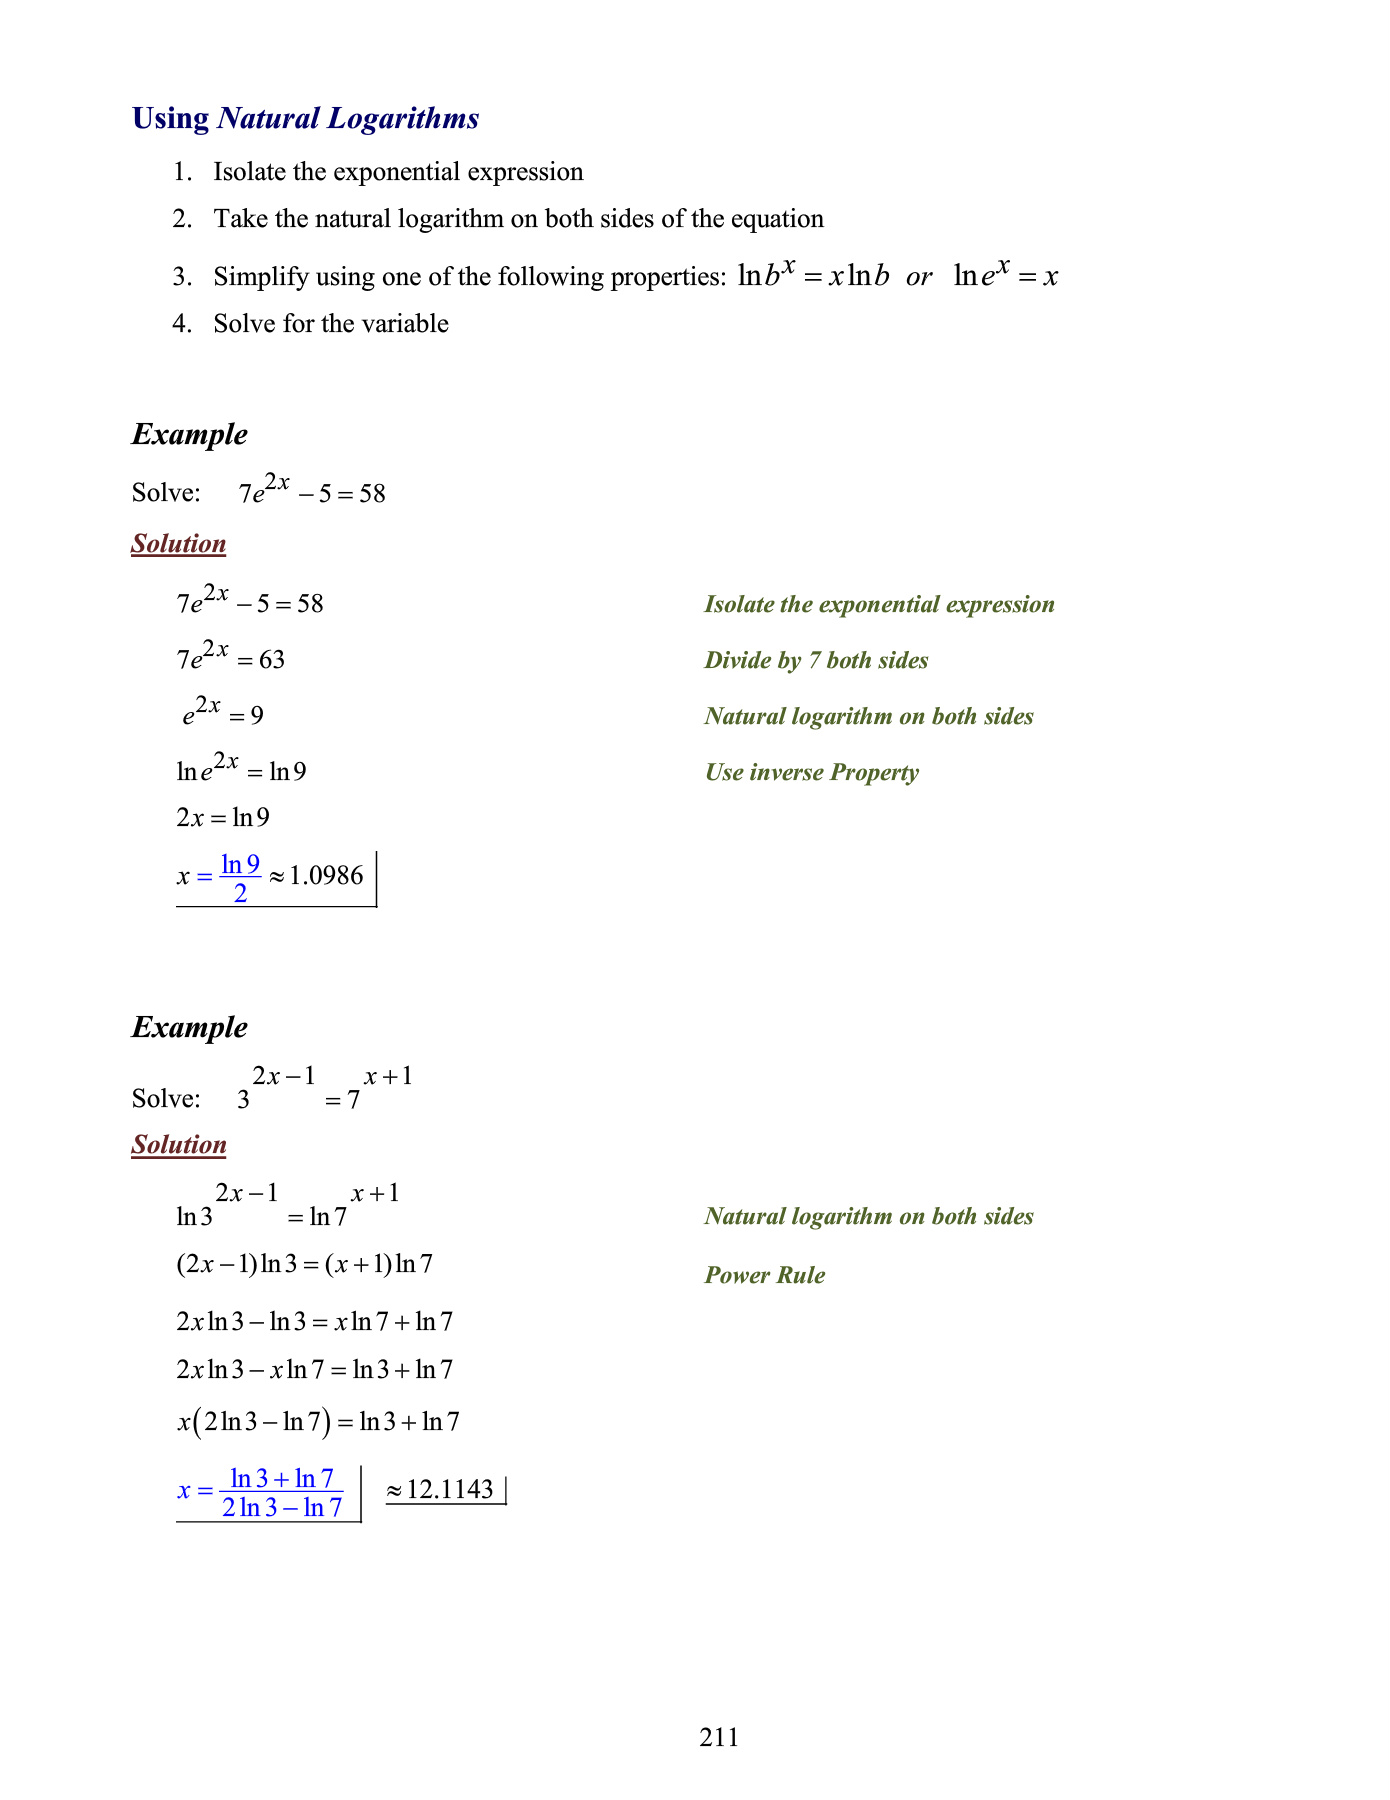 Using Natural Logarithms
1. Isolate the exponential expression
2. Take the natural logarithm on both sides of the equation
3. Simplify using one of the following properties: ln b^x = x ln b or ln e^x = x
4. Solve for the variable
Example
Solve: 7e^{2x} − 5 = 58
Solution
7e^{2x} − 5 = 58 Isolate the exponential expression
7e^{2x} = 63 Divide by 7 both sides
e^{2x} = 9 Natural logarithm on both sides
ln e^{2x} = ln 9 Use inverse Property
2x = ln 9
x = \frac{ln 9}{2} ≈ 1.0986
Example
Solve: 3^{2x−1} = 7^{x+1}
Solution
ln 3^{2x−1} = ln 7^{x+1} Natural logarithm on both sides
(2x − 1) ln 3 = (x + 1) ln 7 Power Rule
2x ln 3 − ln 3 = x ln 7 + ln 7
2x ln 3 − x ln 7 = ln 3 + ln 7
x(2 ln 3 − ln 7) = ln 3 + ln 7
x = \frac{ln 3 + ln 7}{2 ln 3 − ln 7} ≈ 12.1143
211